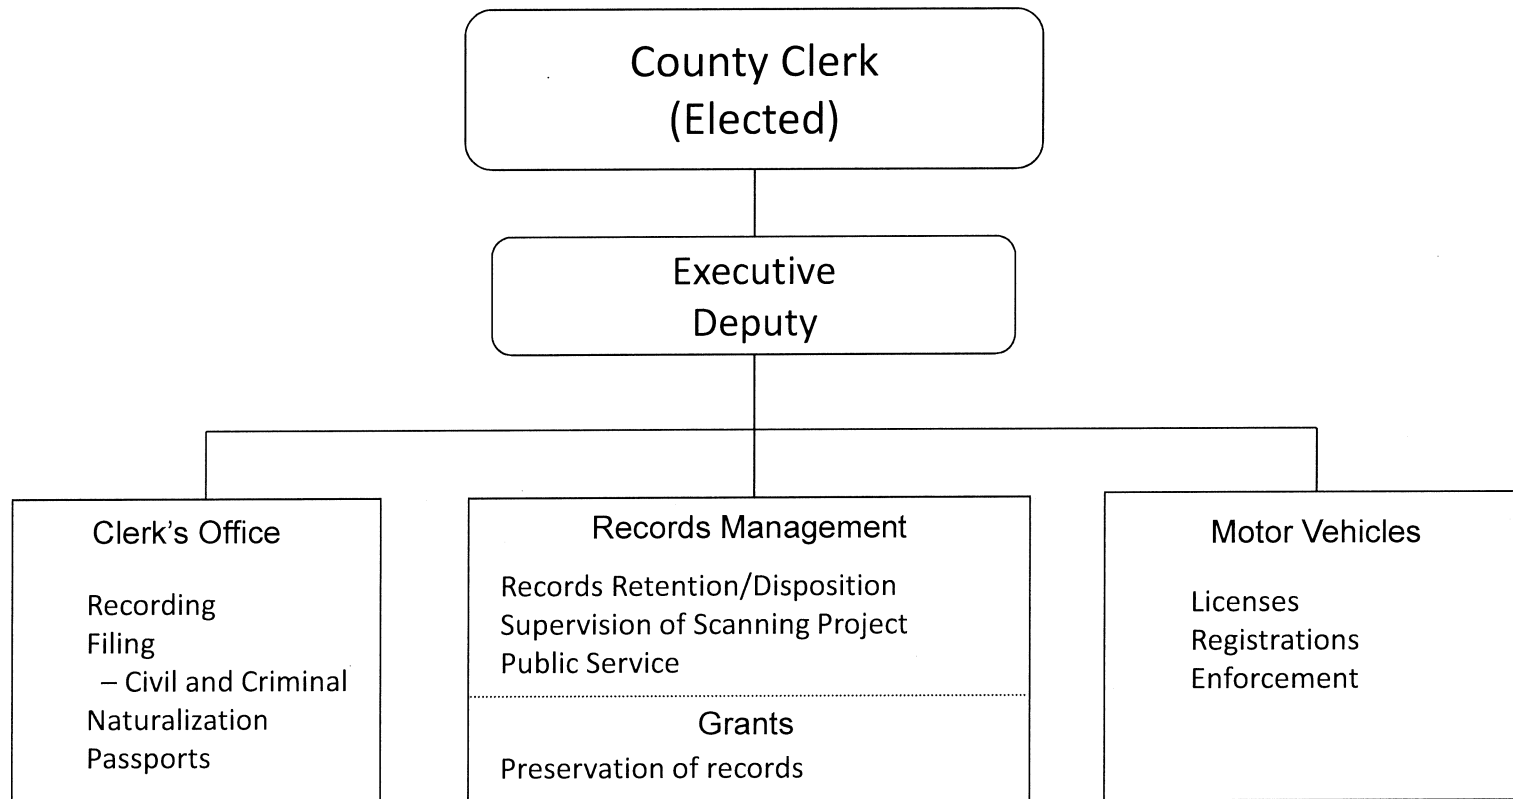 County Clerk
(Elected)
Executive
Deputy
Clerk's Office
Recording
Filing
– Civil and Criminal
Naturalization
Passports
Records Management
Records Retention/Disposition
Supervision of Scanning Project
Public Service
Grants
Preservation of records
Motor Vehicles
Licenses
Registrations
Enforcement